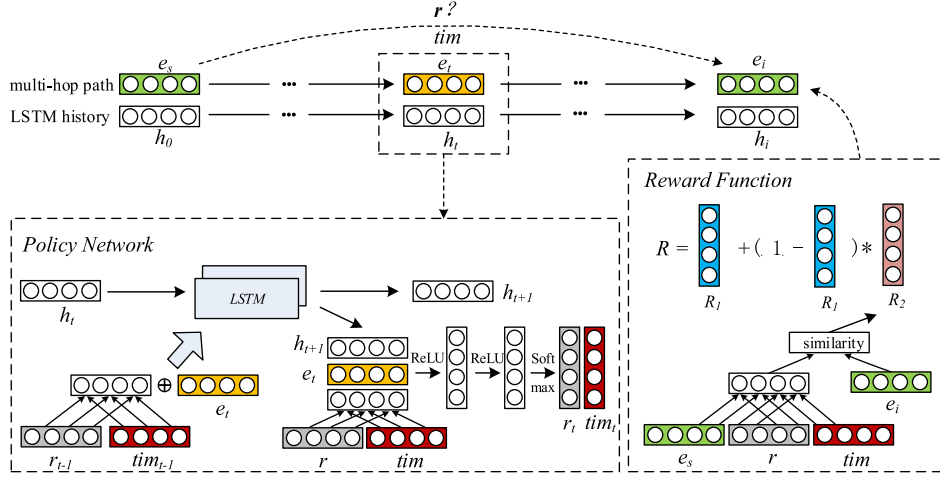 r?
tim
e_s
e_t
e_i
multi-hop path
...
...
LSTM history
...
...
h_0
h_t
h_i
Policy Network
h_t
LSTM
h_{t+1}
h_{t+1}
e_t
ReLU
ReLU
Soft
max
⊕
e_t
r_{t-1}
tim_{t-1}
r
tim
r_t
tim_t
Reward Function
R = +( 1 - )*
R_1
R_1
R_2
similarity
e_i
e_s
r
tim